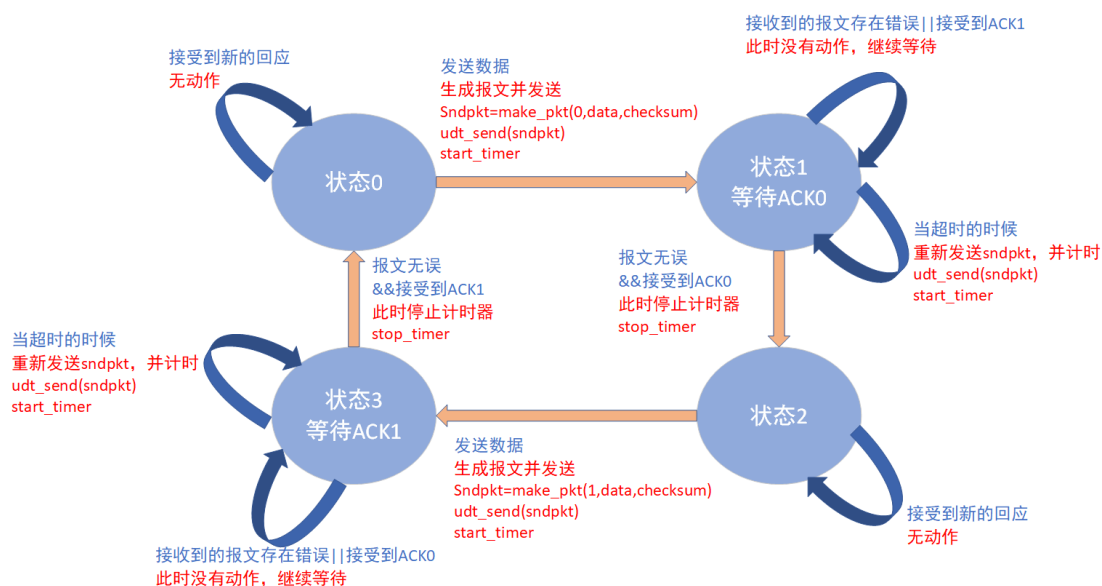 接收到的报文存在错误||接受到ACK1
此时没有动作，继续等待
接受到新的回应
无动作
发送数据
生成报文并发送
Sndpkt=make_pkt(0,data,checksum)
udt_send(sndpkt)
start_timer
状态0
状态1
等待ACK0
当超时的时候
重新发送sndpkt，并计时
udt_send(sndpkt)
start_timer
报文无误
&&接受到ACK1
此时停止计时器
stop_timer
报文无误
&&接受到ACK0
此时停止计时器
stop_timer
当超时的时候
重新发送sndpkt，并计时
udt_send(sndpkt)
start_timer
状态3
等待ACK1
状态2
发送数据
生成报文并发送
Sndpkt=make_pkt(1,data,checksum)
udt_send(sndpkt)
start_timer
接受到新的回应
无动作
接收到的报文存在错误||接受到ACK0
此时没有动作，继续等待